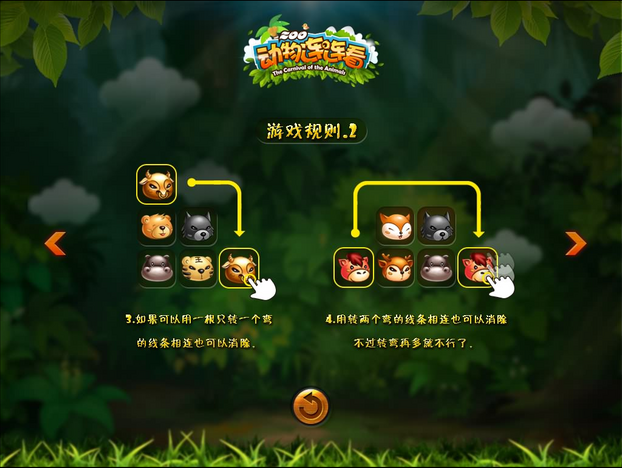 ZOO
动物连连看
The Carnival of the Animals
游戏规则.2
3.如果可以用一根只转一个弯
的线条相连也可以消除.
4.用转两个弯的线条相连也可以消除
不过转弯再多就不行了.